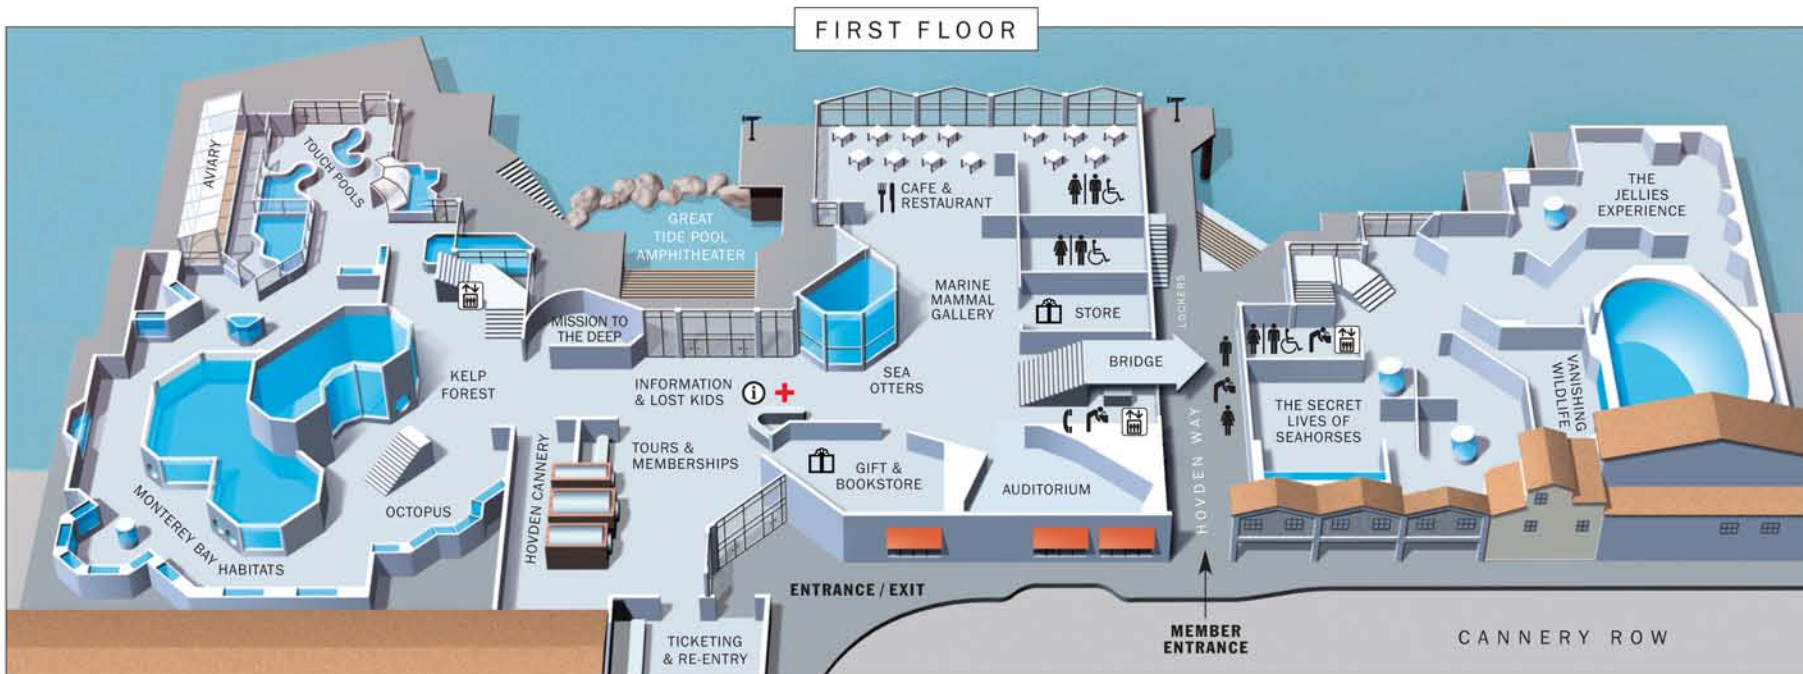 FIRST FLOOR
AVIARY
TOUCH POOLS
GREAT
TIDE POOL
AMPHITHEATER
CAFE &
RESTAURANT
THE
JELLIES
EXPERIENCE
MISSION TO
THE DEEP
MARINE
MAMMAL
GALLERY
STORE
LOCKERS
BRIDGE
KELP
FOREST
INFORMATION
& LOST KIDS
i
SEA
OTTERS
THE SECRET
LIVES OF
SEAHORSES
VANISHING
WILDLIFE
HOVDEN CANNERY
TOURS &
MEMBERSHIPS
GIFT &
BOOKSTORE
AUDITORIUM
HOVDEN WAY
MONTEREY BAY
HABITATS
OCTOPUS
ENTRANCE / EXIT
TICKETING
& RE-ENTRY
MEMBER
ENTRANCE
CANNERY ROW